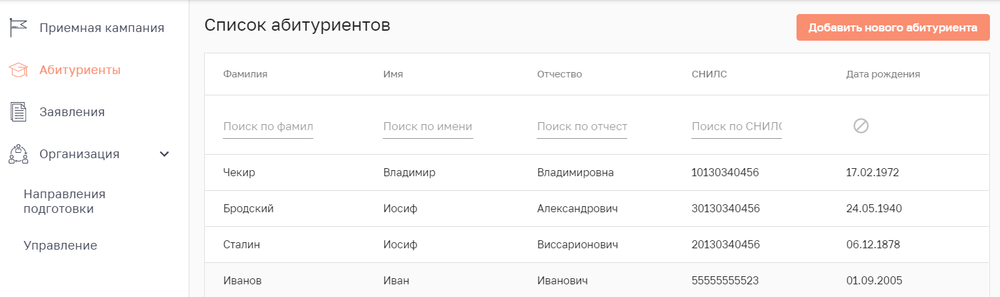 Приемная кампания
Абитуриенты
Заявления
Организация
Направления
подготовки
Управление
Список абитуриентов
Добавить нового абитуриента
Фамилия Имя Отчество СНИЛС Дата рождения
Поиск по фамил Поиск по имени Поиск по отчест Поиск по СНИЛС
Чекир Владимир Владимировна 10130340456 17.02.1972
Бродский Иосиф Александрович 30130340456 24.05.1940
Сталин Иосиф Виссарионович 20130340456 06.12.1878
Иванов Иван Иванович 55555555523 01.09.2005